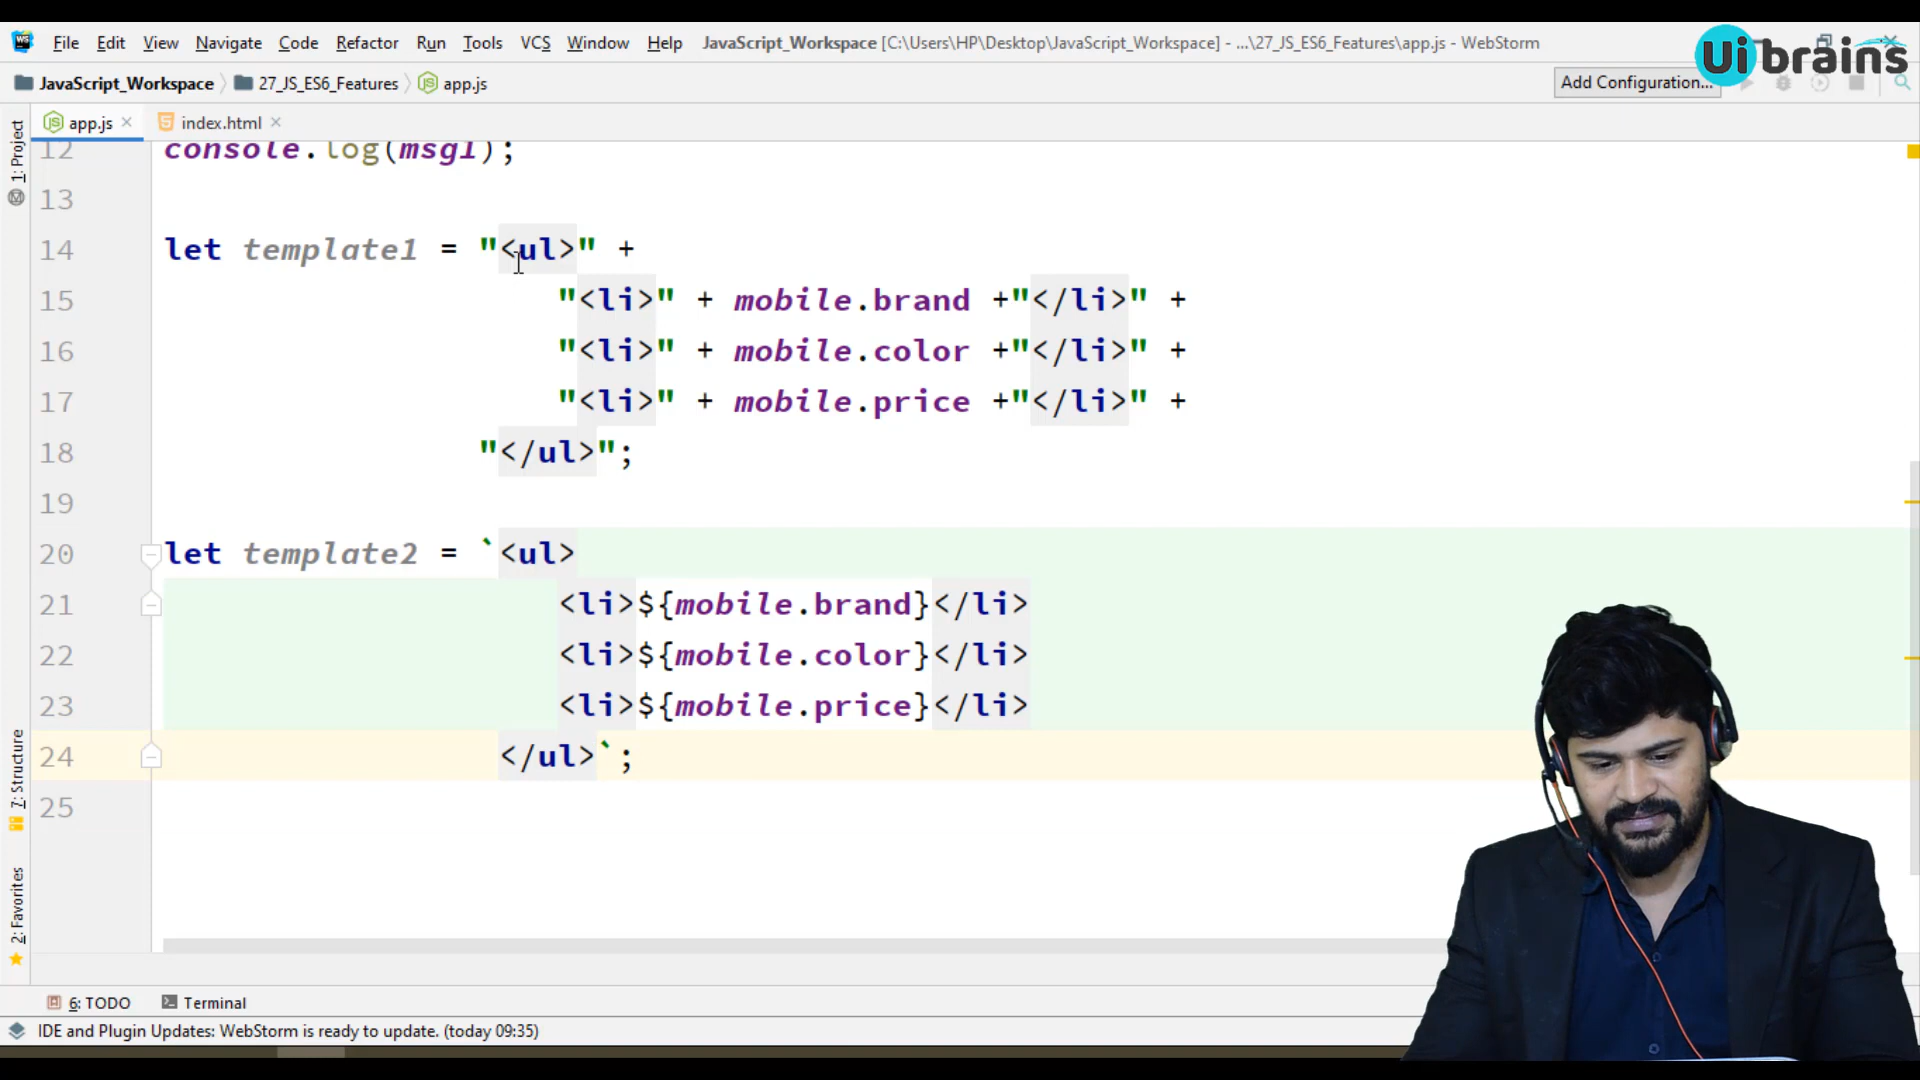 File Edit View Navigate Code Refactor Run Tools VCS Window Help JavaScript_Workspace [C:\Users\HP\Desktop\JavaScript_Workspace] - ...\27_JS_ES6_Features\app.js - WebStorm
Ui brains
JavaScript_Workspace 27_JS_ES6_Features app.js Add Configuration...
app.js index.html
1: Project
12 console.log(msg1);
13
14 let template1 = "<ul>" +
15 "<li>" + mobile.brand +"</li>" +
16 "<li>" + mobile.color +"</li>" +
17 "<li>" + mobile.price +"</li>" +
18 "</ul>";
19
20 let template2 = `<ul>
21 <li>${mobile.brand}</li>
22 <li>${mobile.color}</li>
23 <li>${mobile.price}</li>
24 </ul>`;
25
7: Structure
2: Favorites
6: TODO Terminal
IDE and Plugin Updates: WebStorm is ready to update. (today 09:35)